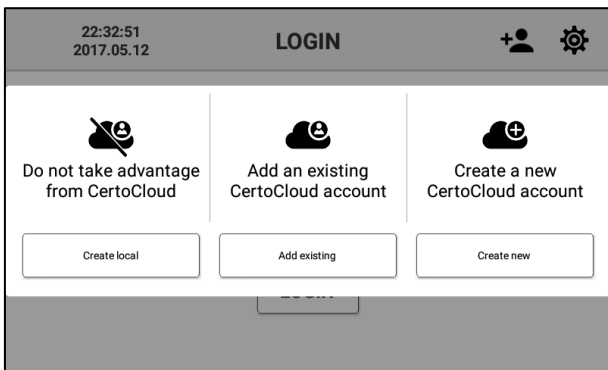 22:32:51
2017.05.12
LOGIN
Do not take advantage
from CertoCloud
Add an existing
CertoCloud account
Create a new
CertoCloud account
Create local
Add existing
Create new
LOGIN